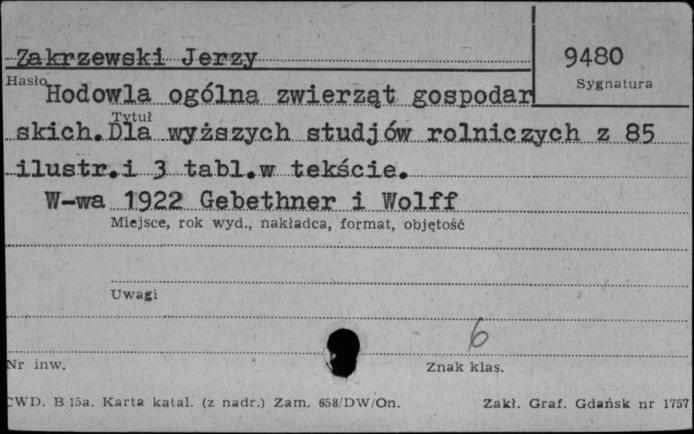 Zakrzewski Jerzy
9480
Sygnatura
Hasło
Hodowla ogólna zwierząt gospodar
Tytuł
skich. Dla wyższych studjów rolniczych z 85
ilustr.i 3 tabl.w tekście.
W-wa 1922 Gebethner i Wolff
Miejsce, rok wyd., nakładca, format, objętość
Uwagi
6
Nr inw.
Znak klas.
CWD. B 15a. Karta katal. (z nadr.) Zam. 658/DW/On.
Zakł. Graf. Gdańsk nr 1757